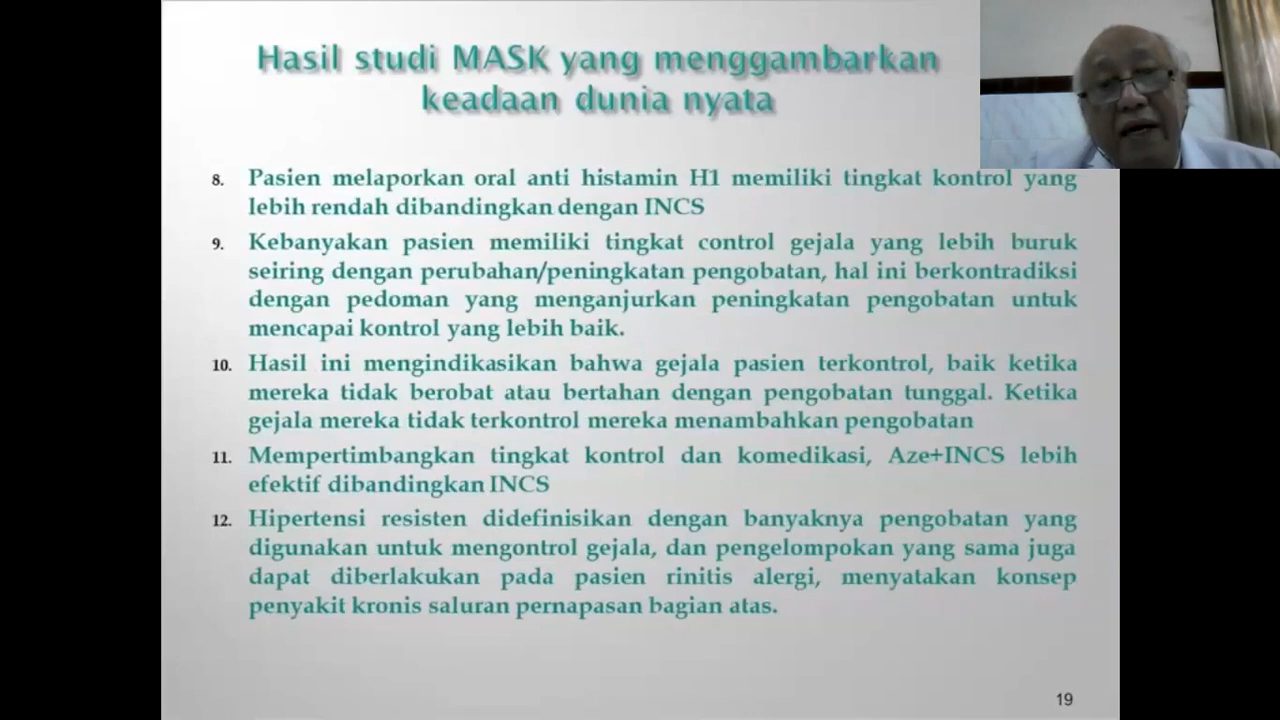 Hasil studi MASK yang menggambarkan
keadaan dunia nyata
8. Pasien melaporkan oral anti histamin H1 memiliki tingkat kontrol yang
lebih rendah dibandingkan dengan INCS
9. Kebanyakan pasien memiliki tingkat control gejala yang lebih buruk
seiring dengan perubahan/peningkatan pengobatan, hal ini berkontradiksi
dengan pedoman yang menganjurkan peningkatan pengobatan untuk
mencapai kontrol yang lebih baik.
10. Hasil ini mengindikasikan bahwa gejala pasien terkontrol, baik ketika
mereka tidak berobat atau bertahan dengan pengobatan tunggal. Ketika
gejala mereka tidak terkontrol mereka menambahkan pengobatan
11. Mempertimbangkan tingkat kontrol dan komedikasi, Aze+INCS lebih
efektif dibandingkan INCS
12. Hipertensi resisten didefinisikan dengan banyaknya pengobatan yang
digunakan untuk mengontrol gejala, dan pengelompokan yang sama juga
dapat diberlakukan pada pasien rinitis alergi, menyatakan konsep
penyakit kronis saluran pernapasan bagian atas.
19